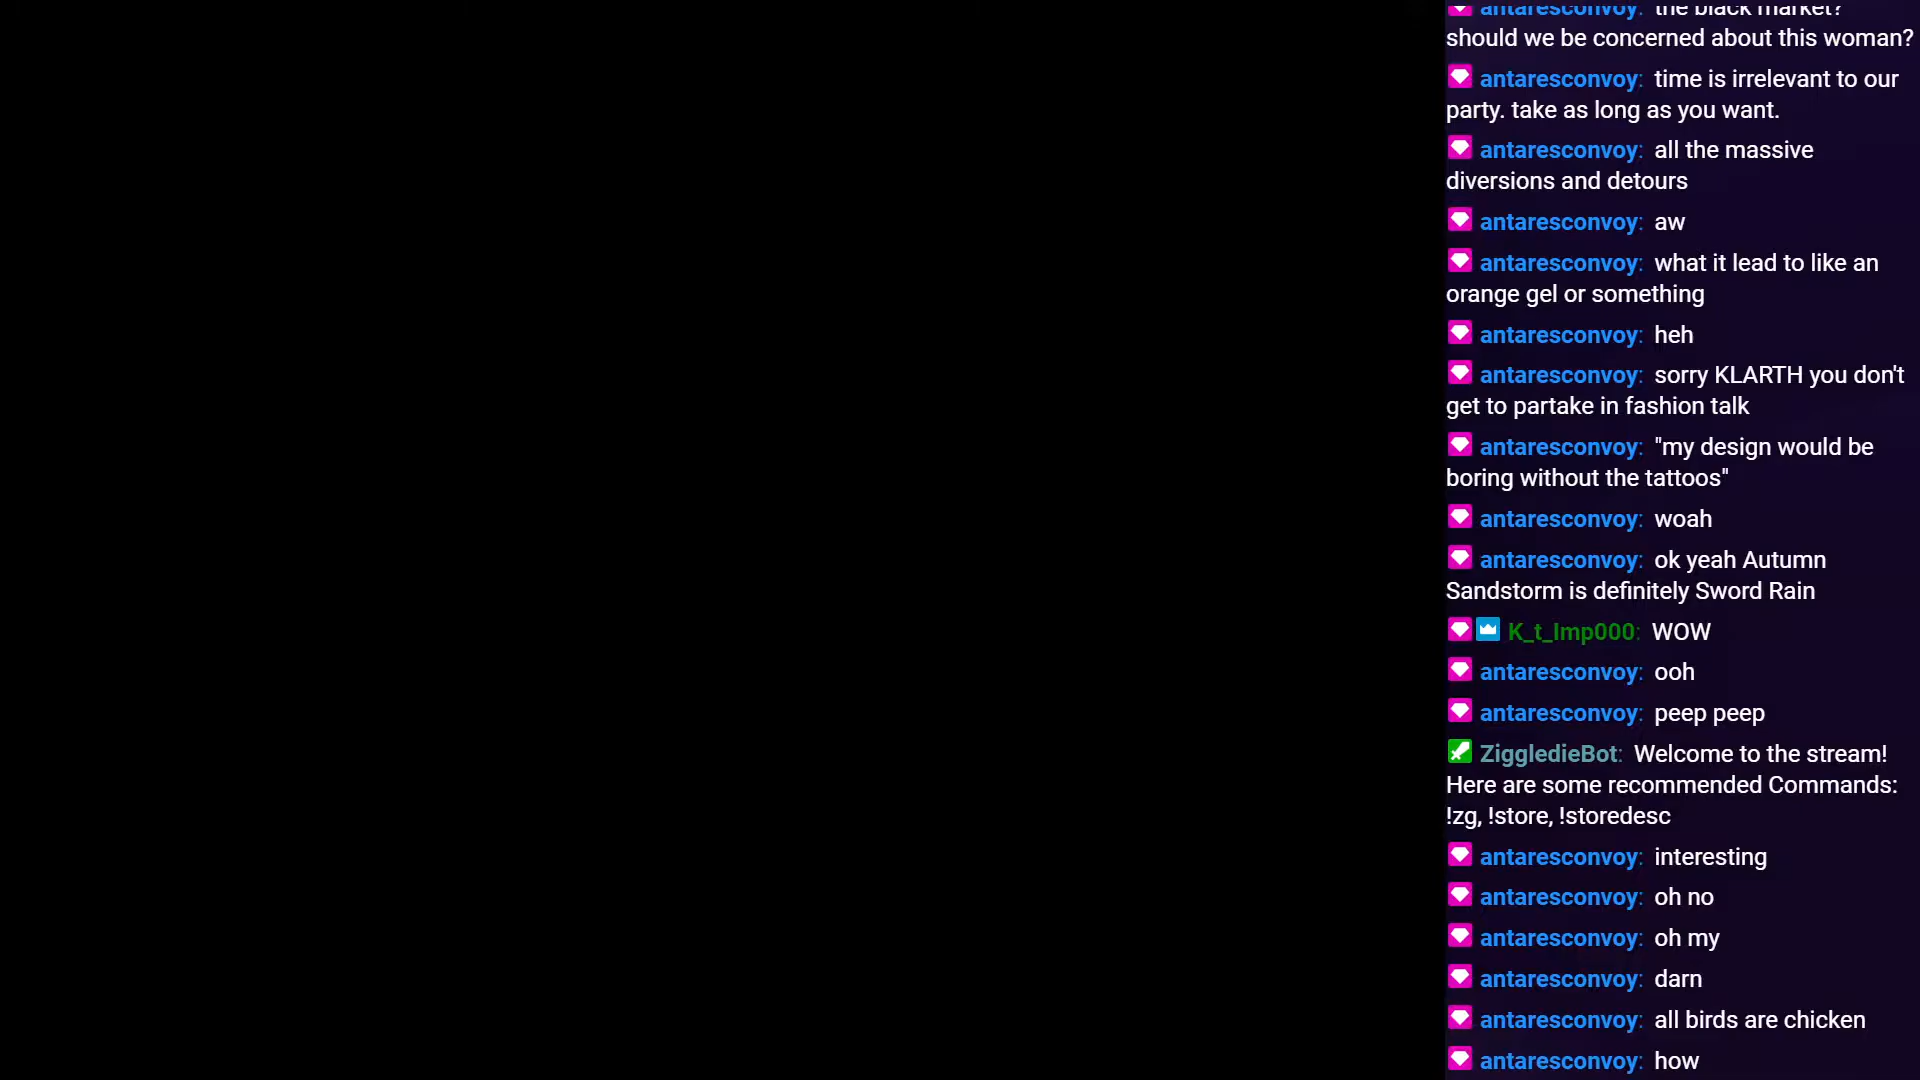 antaresconvoy: the black market?
should we be concerned about this woman?
antaresconvoy: time is irrelevant to our
party. take as long as you want.
antaresconvoy: all the massive
diversions and detours
antaresconvoy: aw
antaresconvoy: what it lead to like an
orange gel or something
antaresconvoy: heh
antaresconvoy: sorry KLARTH you don't
get to partake in fashion talk
antaresconvoy: "my design would be
boring without the tattoos"
antaresconvoy: woah
antaresconvoy: ok yeah Autumn
Sandstorm is definitely Sword Rain
K_t_Imp000: WOW
antaresconvoy: ooh
antaresconvoy: peep peep
ZiggledieBot: Welcome to the stream!
Here are some recommended Commands:
!zg, !store, !storedesc
antaresconvoy: interesting
antaresconvoy: oh no
antaresconvoy: oh my
antaresconvoy: darn
antaresconvoy: all birds are chicken
antaresconvoy: how